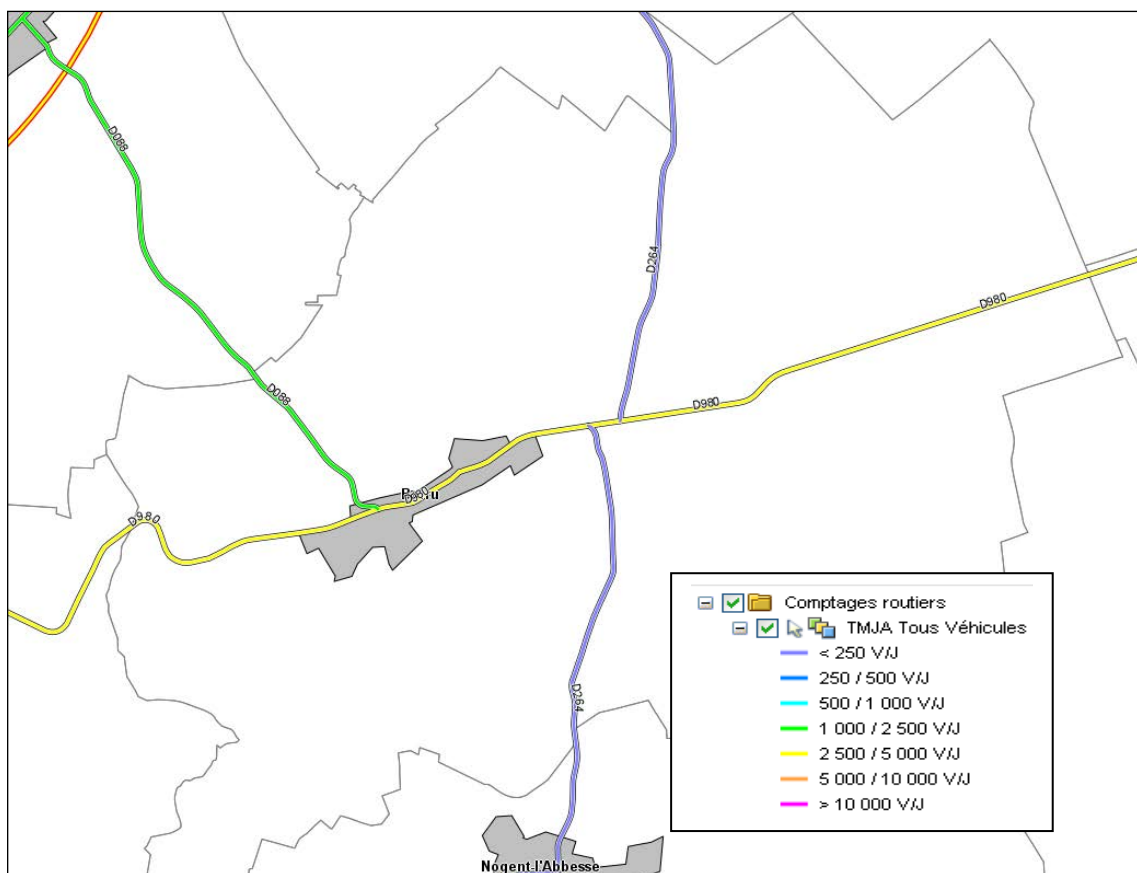 D088
D264
D980
D088
D980
D980
D980
Comptages routiers
TMJA Tous Véhicules
< 250 V/J
250 / 500 V/J
500 / 1 000 V/J
1 000 / 2 500 V/J
2 500 / 5 000 V/J
5 000 / 10 000 V/J
> 10 000 V/J
D264
Nogent-l'Abbesse